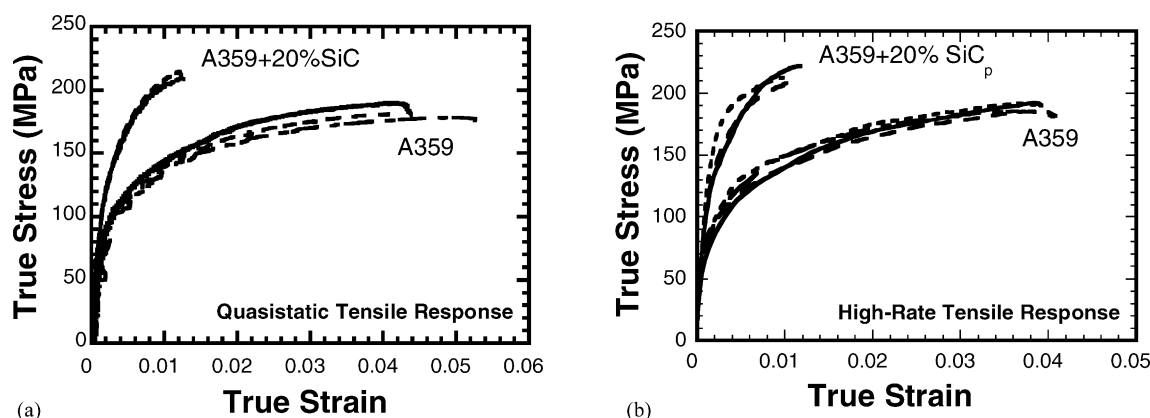 250
200
150
100
50
0
True Stress (MPa)
A359+20%SiC
A359
Quasistatic Tensile Response
0 0.01 0.02 0.03 0.04 0.05 0.06
True Strain
(a)
250
200
150
100
50
0
True Stress (MPa)
A359+20% SiCp
A359
High-Rate Tensile Response
0 0.01 0.02 0.03 0.04 0.05
True Strain
(b)